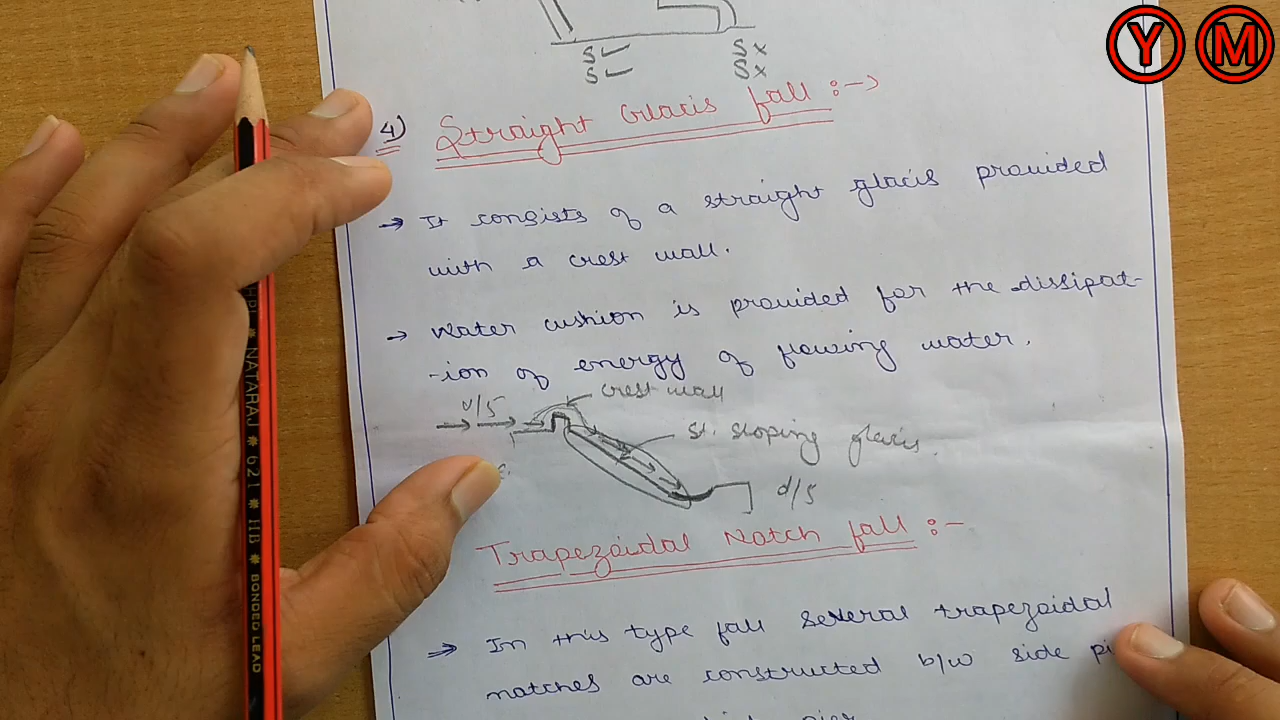 Y M
S✓ S×
S✓ S×
4) Straight Glacis fall :->
→ It consists of a straight glacis provided
with a crest wall.
→ Water cushion is provided for the dissipat-
-ion of energy of flowing water.
crest wall
U/S
st. sloping glacis.
d/s
Trapezoidal Notch fall :-
⇒ In this type fall several trapezoidal
notches are constructed b/w side
HB ✱ BONDED LEAD
NATARAJ ✱ 621 ✱